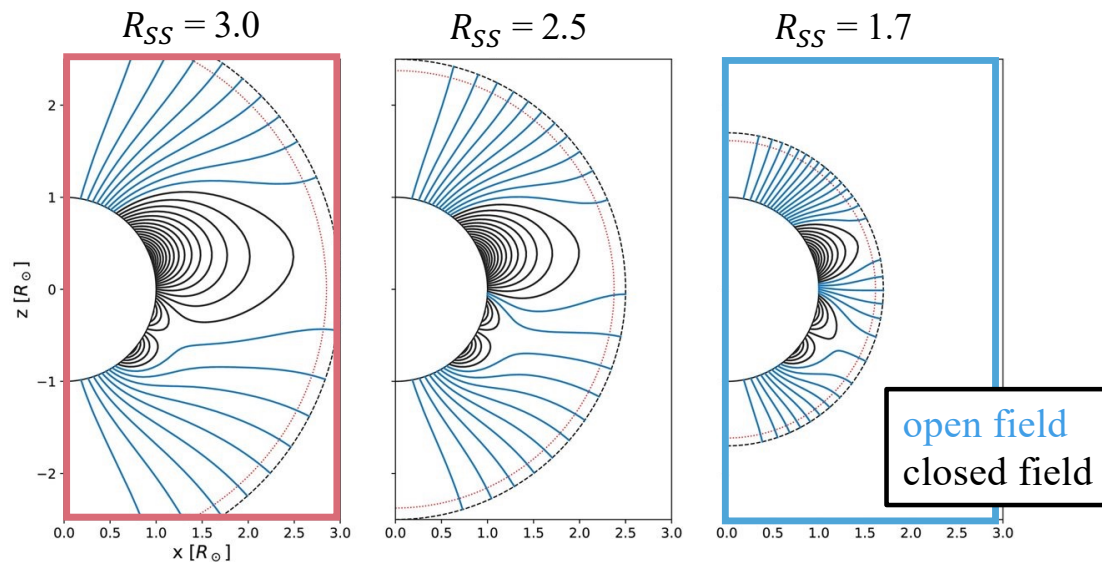 R_SS = 3.0
R_SS = 2.5
R_SS = 1.7
z [R_⊙]
2
1
0
−1
−2
0.0 0.5 1.0 1.5 2.0 2.5 3.0
x [R_⊙]
0.0 0.5 1.0 1.5 2.0 2.5 3.0
0.0 0.5 1.0 1.5 2.0 2.5 3.0
open field
closed field